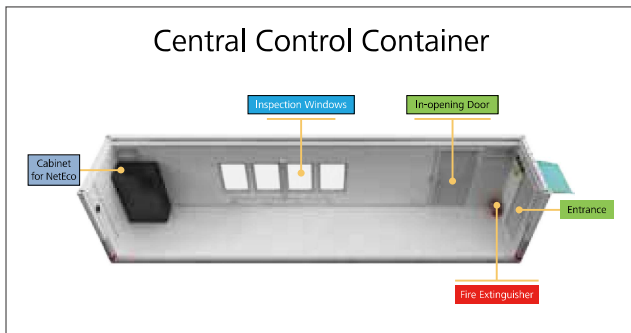 Central Control Container
Inspection Windows
In-opening Door
Cabinet
for NetEco
Entrance
Fire Extinguisher